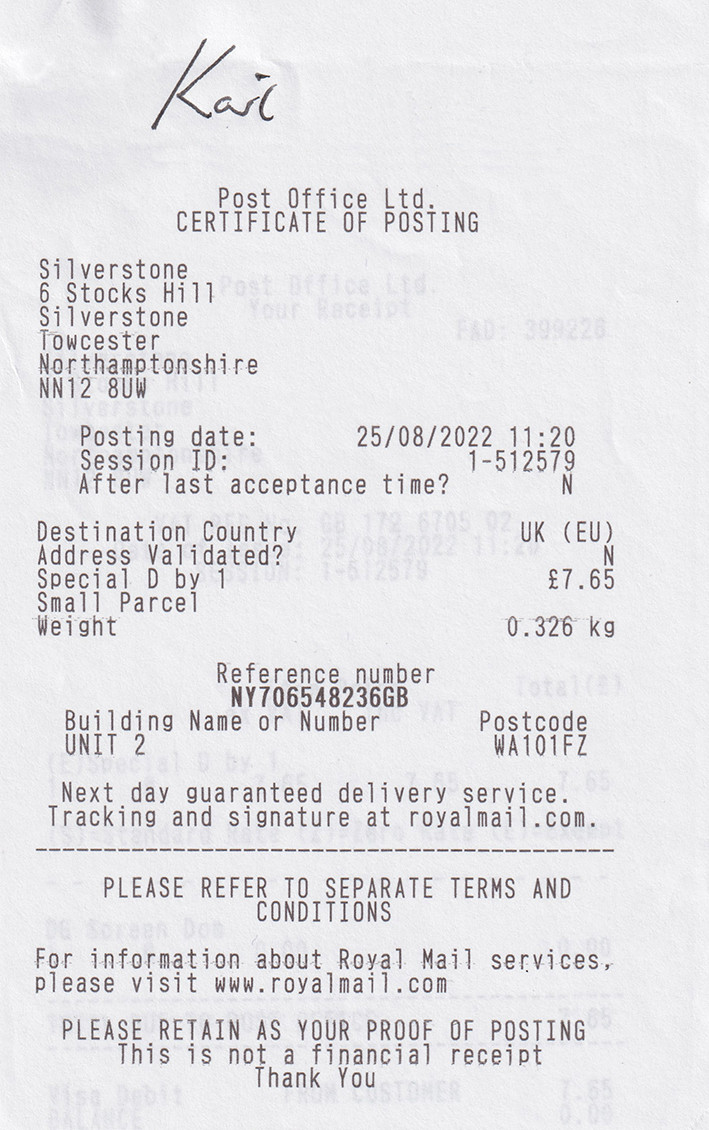 Karl
Post Office Ltd.
CERTIFICATE OF POSTING
Silverstone
6 Stocks Hill
Silverstone
Towcester
Northamptonshire
NN12 8UW
Posting date: 25/08/2022 11:20
Session ID: 1-512579
After last acceptance time? N
Destination Country UK (EU)
Address Validated? N
Special D by 1 £7.65
Small Parcel
Weight 0.326 kg
Reference number
NY706548236GB
Building Name or Number Postcode
UNIT 2 WA101FZ
Next day guaranteed delivery service.
Tracking and signature at royalmail.com.
PLEASE REFER TO SEPARATE TERMS AND
CONDITIONS
For information about Royal Mail services,
please visit www.royalmail.com
PLEASE RETAIN AS YOUR PROOF OF POSTING
This is not a financial receipt
Thank You